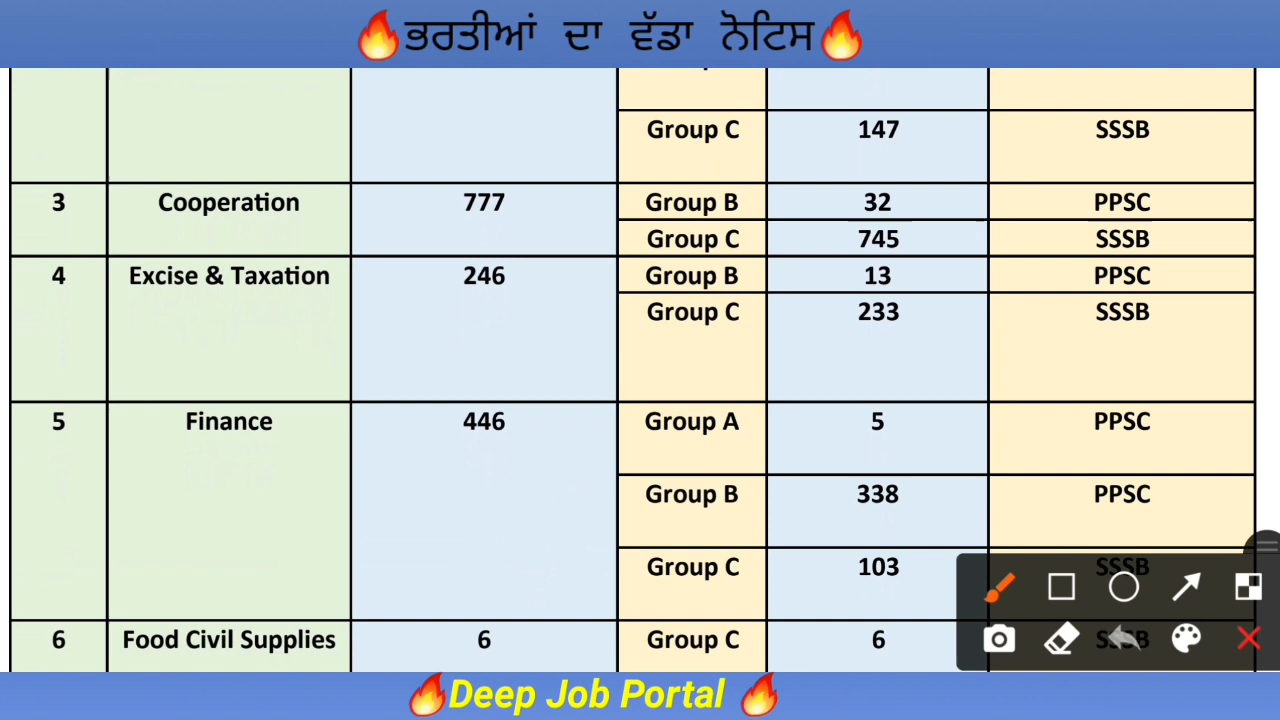 🔥ਭਰਤੀਆਂ ਦਾ ਵੱਡਾ ਨੋਟਿਸ🔥
Group C 147 SSSB
3 Cooperation 777 Group B 32 PPSC
Group C 745 SSSB
4 Excise & Taxation 246 Group B 13 PPSC
Group C 233 SSSB
5 Finance 446 Group A 5 PPSC
Group B 338 PPSC
Group C 103 SSSB
6 Food Civil Supplies 6 Group C 6 SSSB
🔥Deep Job Portal 🔥